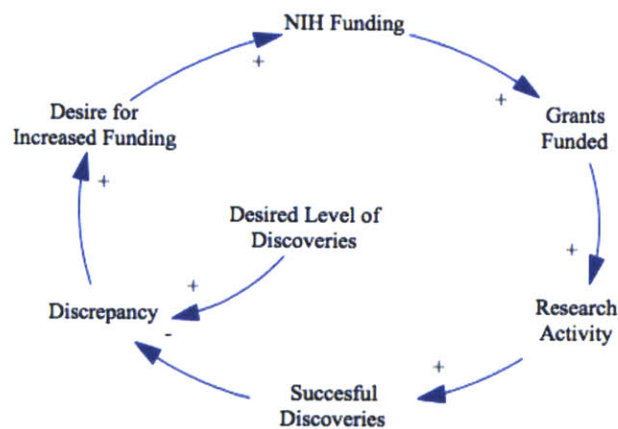 NIH Funding
+
+
Desire for
Increased Funding
Grants
Funded
+
Desired Level of
Discoveries
+
+
Discrepancy
-
Research
Activity
+
Succesful
Discoveries